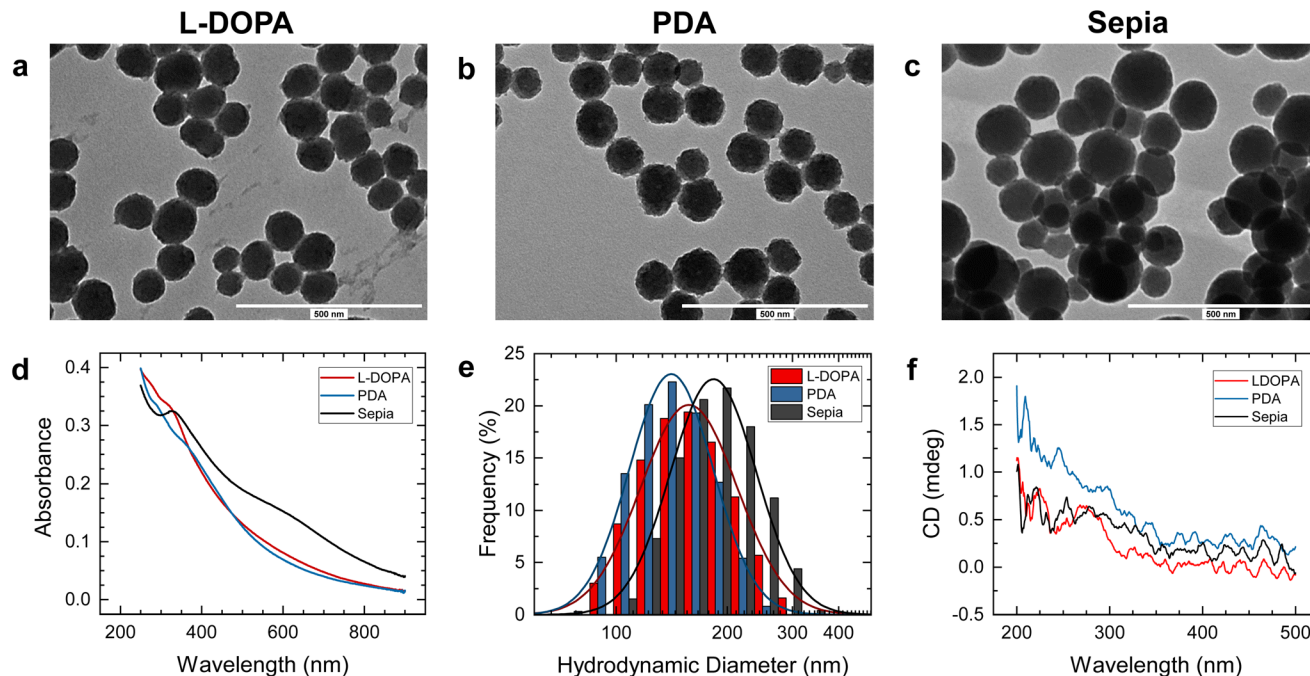 L-DOPA PDA Sepia
a b c
500 nm 500 nm 500 nm
d
L-DOPA
PDA
Sepia
Absorbance
0.4
0.3
0.2
0.1
0.0
200 400 600 800
Wavelength (nm)
e
L-DOPA
PDA
Sepia
Frequency (%)
25
20
15
10
5
0
100 200 300 400
Hydrodynamic Diameter (nm)
f
LDOPA
PDA
Sepia
CD (mdeg)
2.0
1.5
1.0
0.5
0.0
-0.5
200 300 400 500
Wavelength (nm)